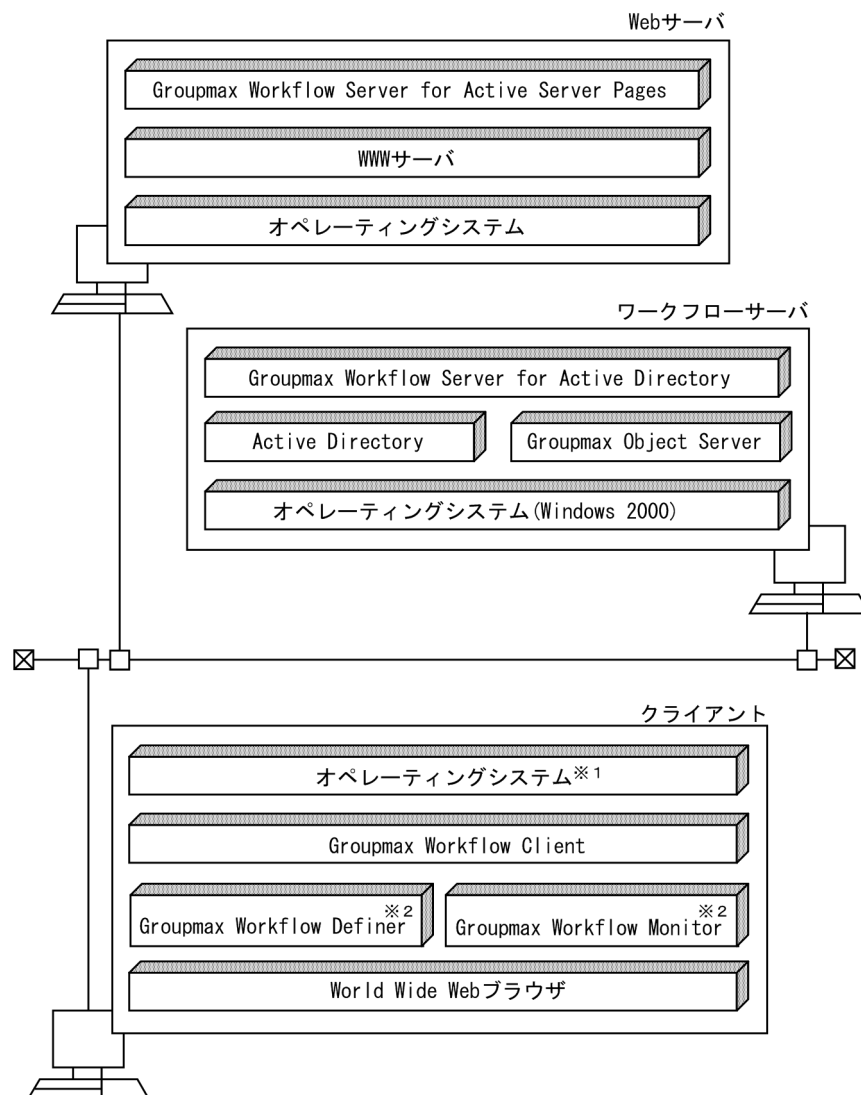 Webサーバ
Groupmax Workflow Server for Active Server Pages
WWWサーバ
オペレーティングシステム
ワークフローサーバ
Groupmax Workflow Server for Active Directory
Active Directory
Groupmax Object Server
オペレーティングシステム(Windows 2000)
クライアント
オペレーティングシステム※1
Groupmax Workflow Client
Groupmax Workflow Definer※2
Groupmax Workflow Monitor※2
World Wide Webブラウザ